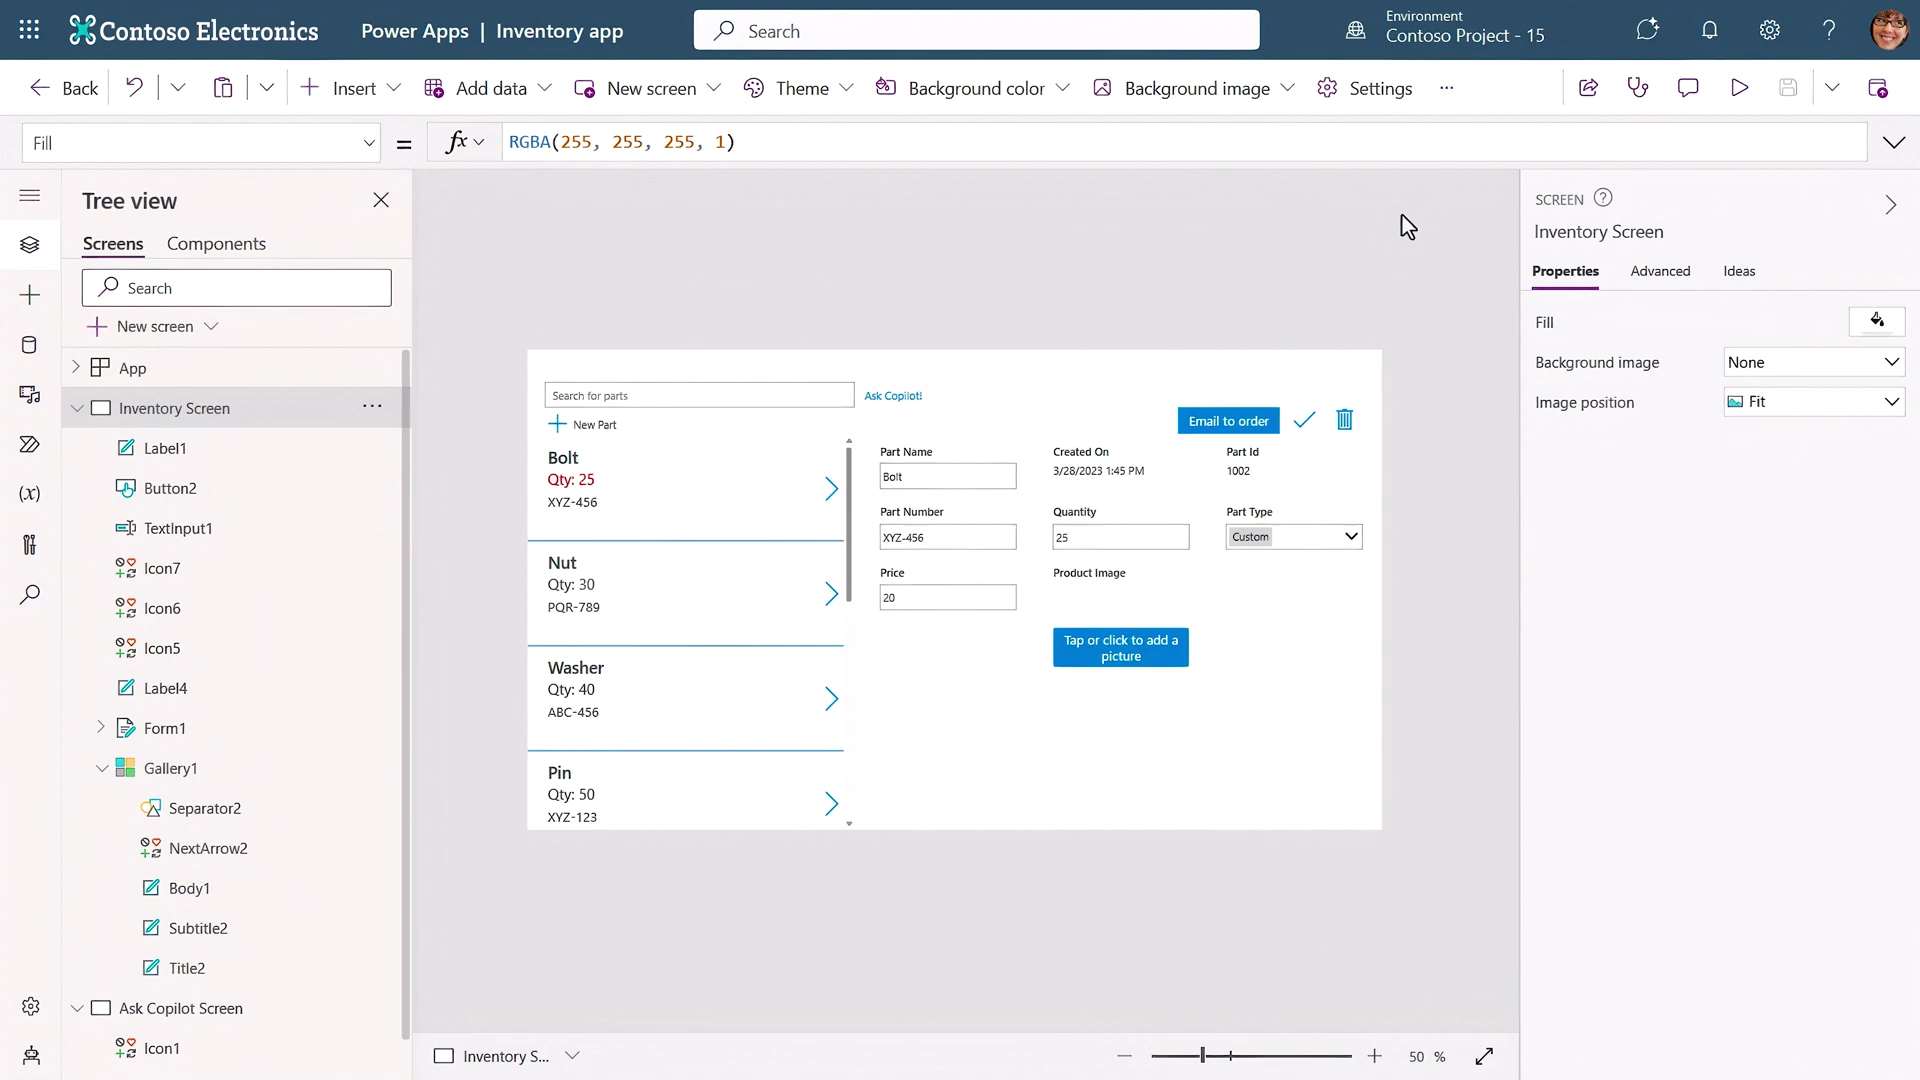 Contoso Electronics
Power Apps | Inventory app
Search
Environment
Contoso Project - 15
?
Back
Insert
Add data
New screen
Theme
Background color
Background image
Settings
...
Fill
=
fx
RGBA(255, 255, 255, 1)
Tree view
Screens
Components
Search
New screen
App
Inventory Screen
...
Label1
Button2
TextInput1
Icon7
Icon6
Icon5
Label4
Form1
Gallery1
Separator2
NextArrow2
Body1
Subtitle2
Title2
Ask Copilot Screen
Icon1
(x)
Search for parts
Ask Copilot!
New Part
Bolt
Qty: 25
XYZ-456
Nut
Qty: 30
PQR-789
Washer
Qty: 40
ABC-456
Pin
Qty: 50
XYZ-123
Email to order
Part Name
Bolt
Created On
3/28/2023 1:45 PM
Part Id
1002
Part Number
XYZ-456
Quantity
25
Part Type
Custom
Price
20
Product Image
Tap or click to add a
picture
SCREEN ?
Inventory Screen
Properties
Advanced
Ideas
Fill
Background image
None
Image position
Fit
Inventory S...
50 %